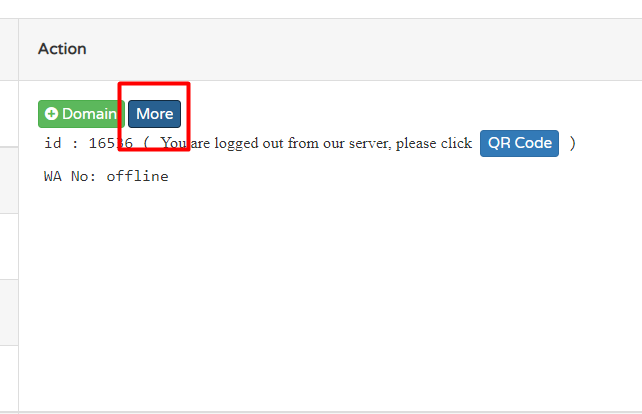 Action
Domain More
id : 16536 ( You are logged out from our server, please click QR Code )
WA No: offline